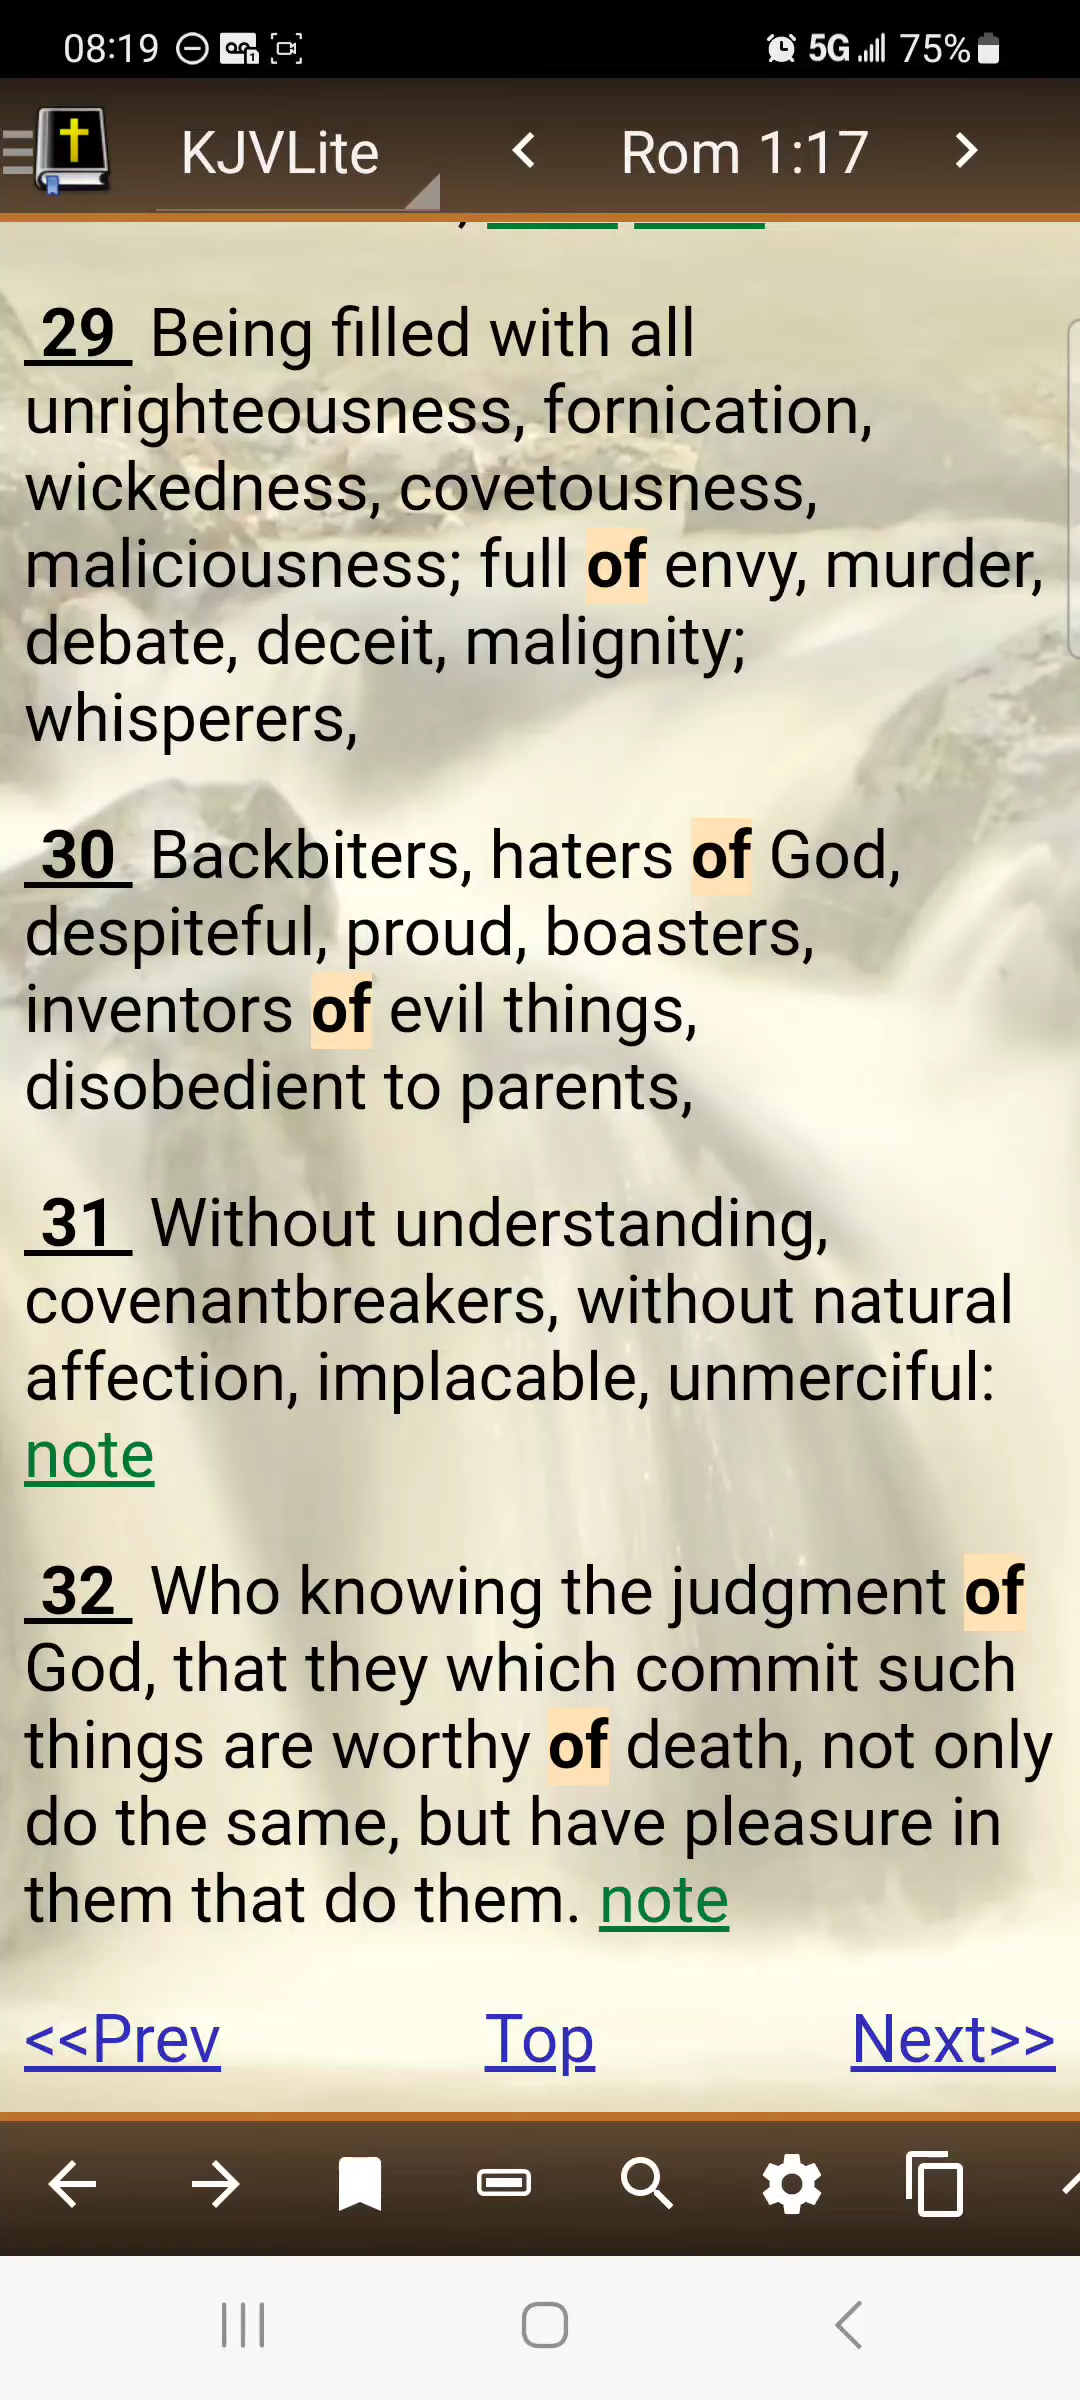 08:19 5G 75%
KJVLite < Rom 1:17 >
29 Being filled with all
unrighteousness, fornication,
wickedness, covetousness,
maliciousness; full of envy, murder,
debate, deceit, malignity;
whisperers,
30 Backbiters, haters of God,
despiteful, proud, boasters,
inventors of evil things,
disobedient to parents,
31 Without understanding,
covenantbreakers, without natural
affection, implacable, unmerciful:
note
32 Who knowing the judgment of
God, that they which commit such
things are worthy of death, not only
do the same, but have pleasure in
them that do them. note
<<Prev Top Next>>